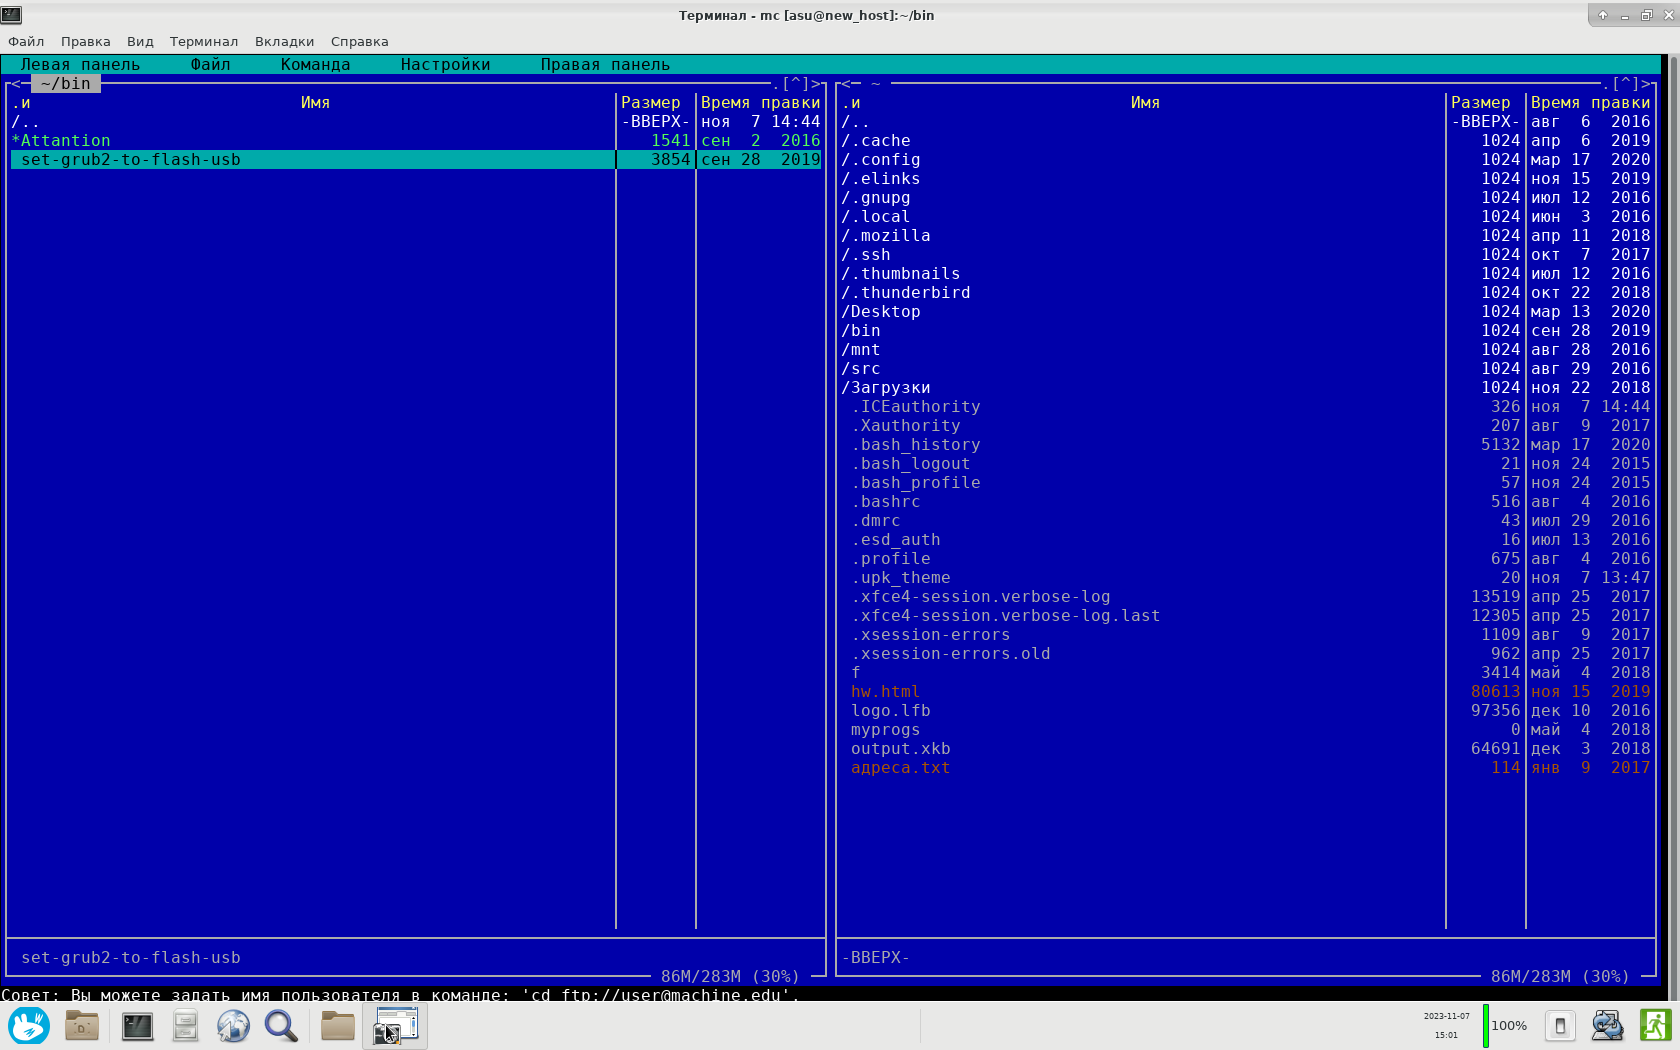 Терминал - mc [asu@new_host]:~/bin
Файл Правка Вид Терминал Вкладки Справка
Левая панель Файл Команда Настройки Правая панель
<─ ~/bin .[^]>
.и Имя Размер Время правки
/.. -ВВЕРХ- ноя 7 14:44
*Attantion 1541 сен 2 2016
set-grub2-to-flash-usb 3854 сен 28 2019
set-grub2-to-flash-usb
86M/283M (30%)
<─ ~ .[^]>
.и Имя Размер Время правки
/.. -ВВЕРХ- авг 6 2016
/.cache 1024 апр 6 2019
/.config 1024 мар 17 2020
/.elinks 1024 ноя 15 2019
/.gnupg 1024 июл 12 2016
/.local 1024 июн 3 2016
/.mozilla 1024 апр 11 2018
/.ssh 1024 окт 7 2017
/.thumbnails 1024 июл 12 2016
/.thunderbird 1024 окт 22 2018
/Desktop 1024 мар 13 2020
/bin 1024 сен 28 2019
/mnt 1024 авг 28 2016
/src 1024 авг 29 2016
/Загрузки 1024 ноя 22 2018
.ICEauthority 326 ноя 7 14:44
.Xauthority 207 авг 9 2017
.bash_history 5132 мар 17 2020
.bash_logout 21 ноя 24 2015
.bash_profile 57 ноя 24 2015
.bashrc 516 авг 4 2016
.dmrc 43 июл 29 2016
.esd_auth 16 июл 13 2016
.profile 675 авг 4 2016
.upk_theme 20 ноя 7 13:47
.xfce4-session.verbose-log 13519 апр 25 2017
.xfce4-session.verbose-log.last 12305 апр 25 2017
.xsession-errors 1109 авг 9 2017
.xsession-errors.old 962 апр 25 2017
f 3414 май 4 2018
hw.html 80613 ноя 15 2019
logo.lfb 97356 дек 10 2016
myprogs 0 май 4 2018
output.xkb 64691 дек 3 2018
адреса.txt 114 янв 9 2017
-ВВЕРХ-
86M/283M (30%)
Совет: Вы можете задать имя пользователя в команде: 'cd ftp://user@machine.edu'.
2023-11-07
15:01
100%